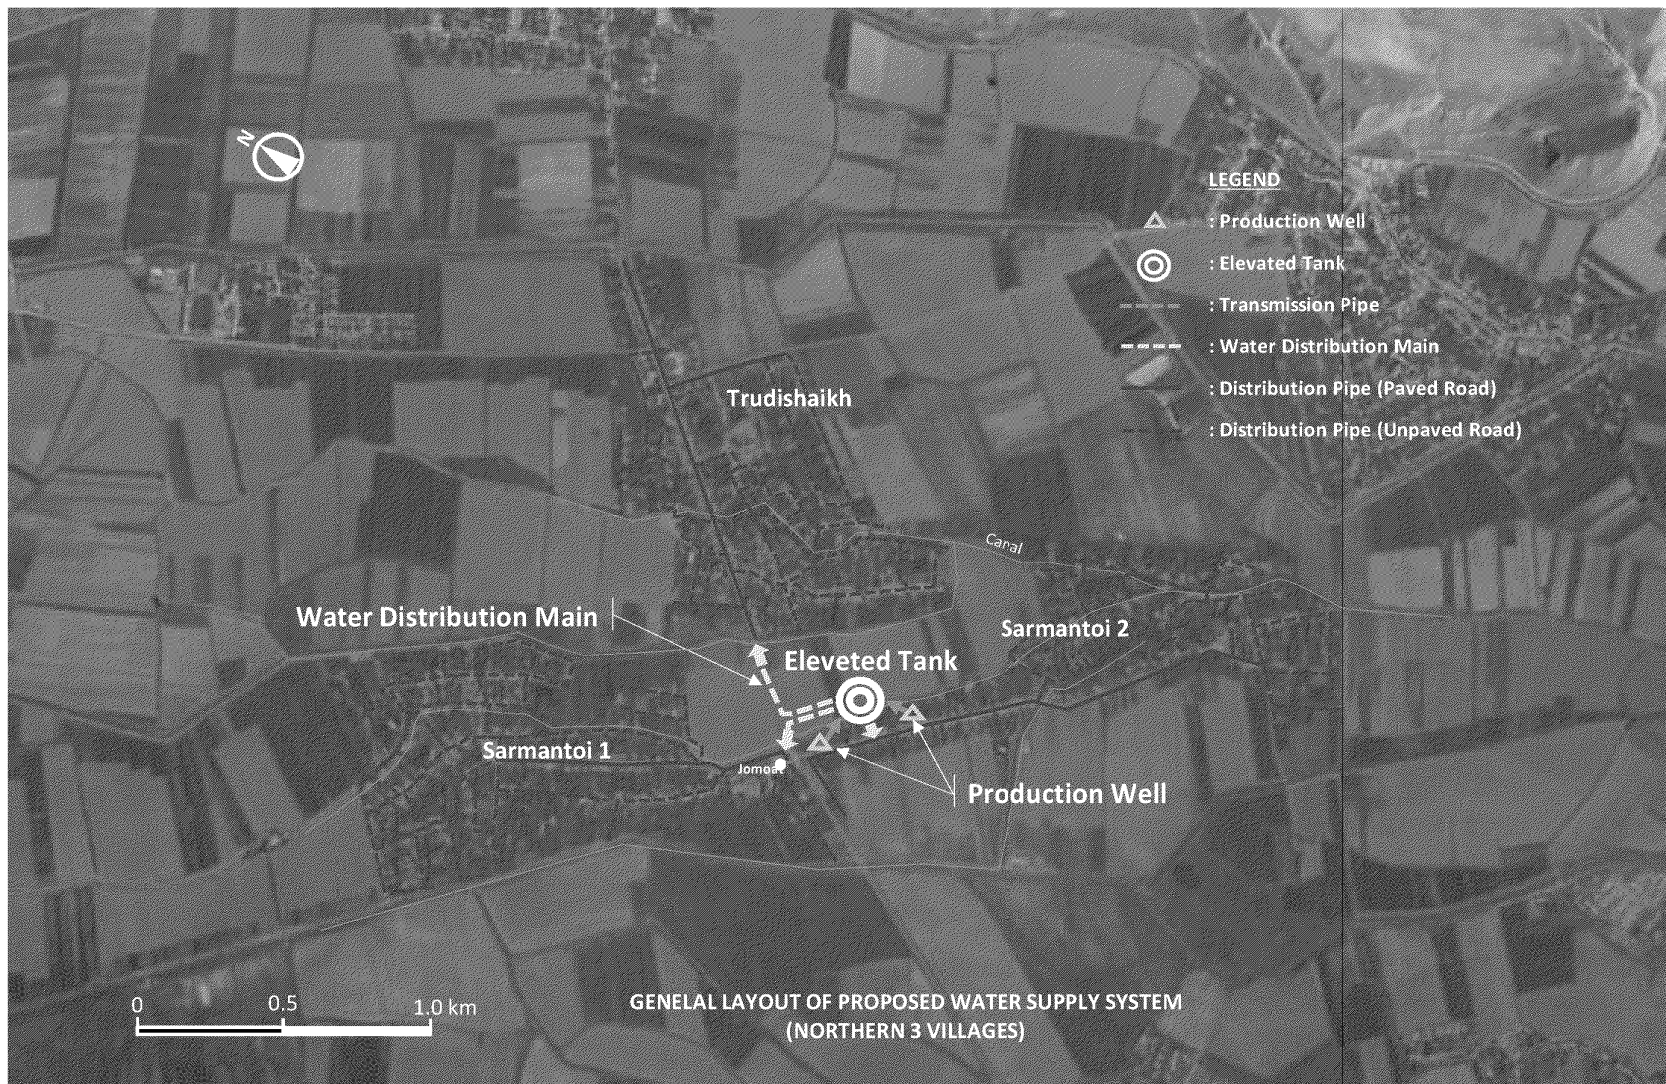 N
LEGEND
: Production Well
: Elevated Tank
: Transmission Pipe
: Water Distribution Main
: Distribution Pipe (Paved Road)
: Distribution Pipe (Unpaved Road)
Trudishaikh
Canal
Water Distribution Main
Sarmantoi 2
Eleveted Tank
Sarmantoi 1
Jomoat
Production Well
0 0.5 1.0 km
GENELAL LAYOUT OF PROPOSED WATER SUPPLY SYSTEM
(NORTHERN 3 VILLAGES)